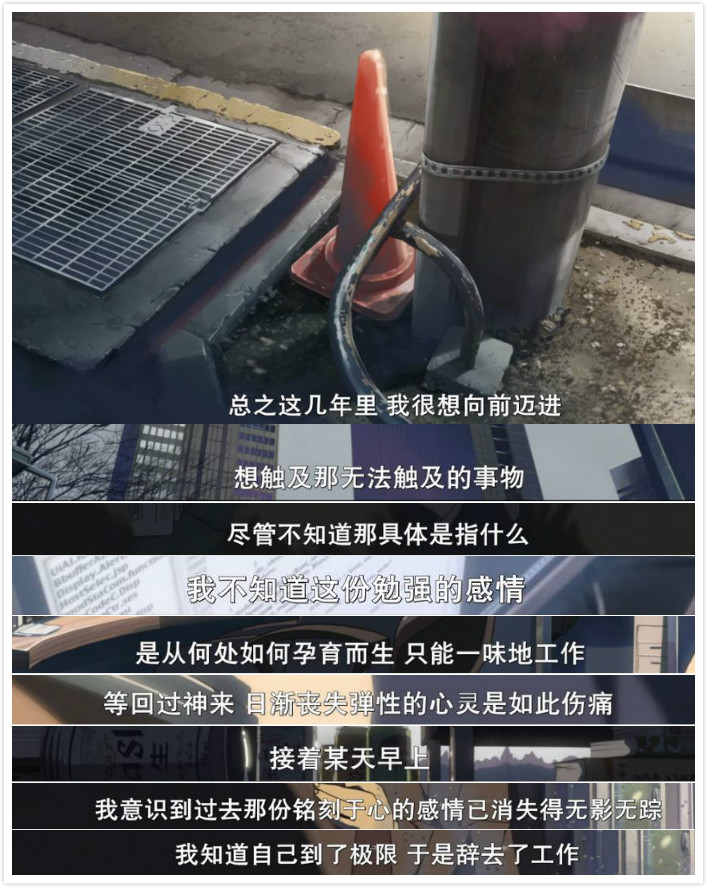 总之这几年里 我很想向前迈进
想触及那无法触及的事物
尽管不知道那具体是指什么
我不知道这份勉强的感情
是从何处如何孕育而生 只能一味地工作
等回过神来 日渐丧失弹性的心灵是如此伤痛
接着某天早上
我意识到过去那份铭刻于心的感情已消失得无影无踪
我知道自己到了极限 于是辞去了工作